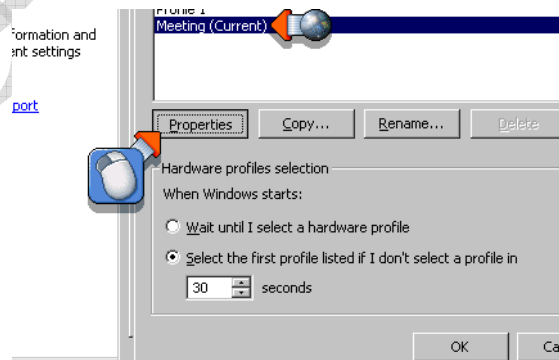 Profile 1
formation and
Meeting (Current)
ent settings
port
Properties
Copy...
Rename...
Delete
Hardware profiles selection
When Windows starts:
Wait until I select a hardware profile
Select the first profile listed if I don't select a profile in
30 seconds
OK
Ca